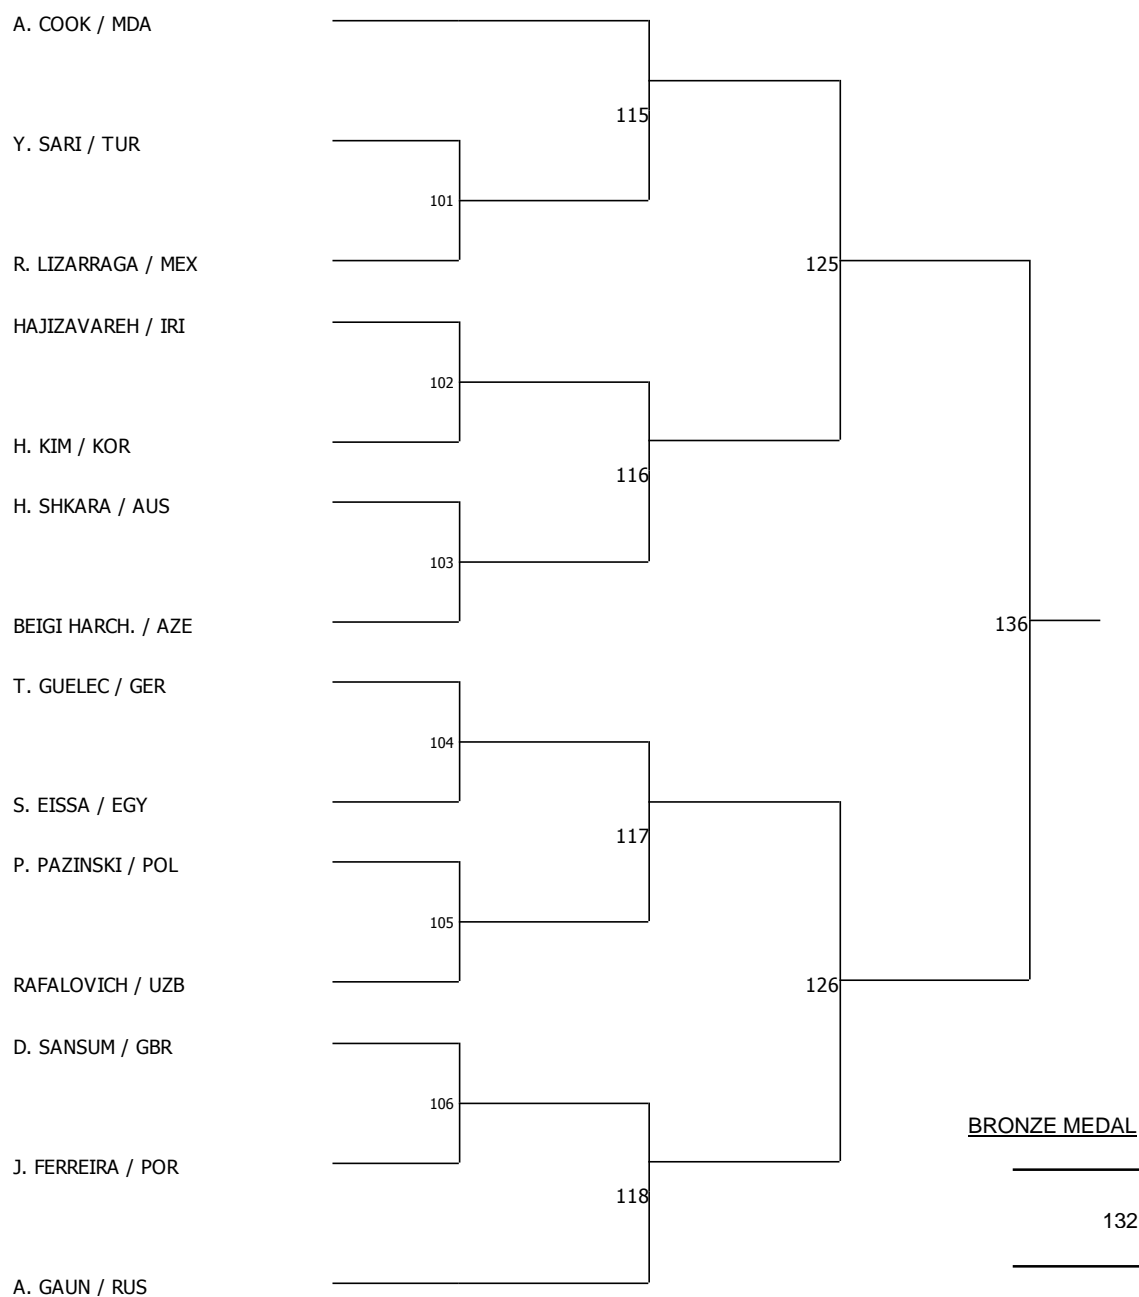 A. COOK / MDA
115
Y. SARI / TUR
101
R. LIZARRAGA / MEX
125
HAJIZAVAREH / IRI
102
H. KIM / KOR
116
H. SHKARA / AUS
103
BEIGI HARCH. / AZE
136
T. GUELEC / GER
104
S. EISSA / EGY
117
P. PAZINSKI / POL
105
RAFALOVICH / UZB
126
D. SANSUM / GBR
106
BRONZE MEDAL
J. FERREIRA / POR
118
132
A. GAUN / RUS